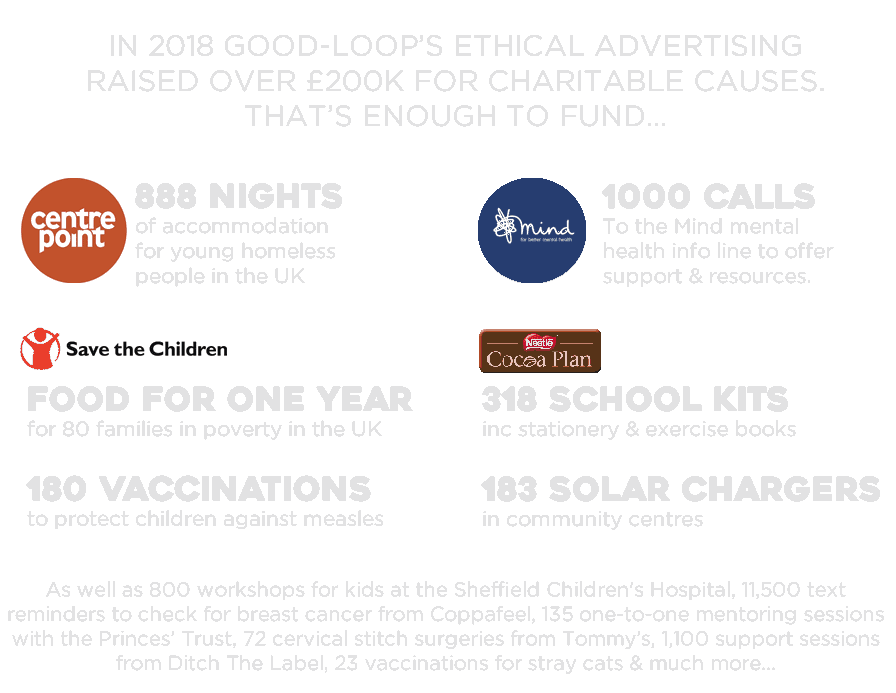 IN 2018 GOOD-LOOP'S ETHICAL ADVERTISING
RAISED OVER £200K FOR CHARITABLE CAUSES.
THAT'S ENOUGH TO FUND...
centre
point
888 NIGHTS
of accommodation
for young homeless
people in the UK
mind
for better mental health
1000 CALLS
To the Mind mental
health info line to offer
support & resources.
Save the Children
FOOD FOR ONE YEAR
for 80 families in poverty in the UK
180 VACCINATIONS
to protect children against measles
Nestlé
Cocoa Plan
318 SCHOOL KITS
inc stationery & exercise books
183 SOLAR CHARGERS
in community centres
As well as 800 workshops for kids at the Sheffield Children's Hospital, 11,500 text
reminders to check for breast cancer from Coppafeel, 135 one-to-one mentoring sessions
with the Princes' Trust, 72 cervical stitch surgeries from Tommy's, 1,100 support sessions
from Ditch The Label, 23 vaccinations for stray cats & much more...